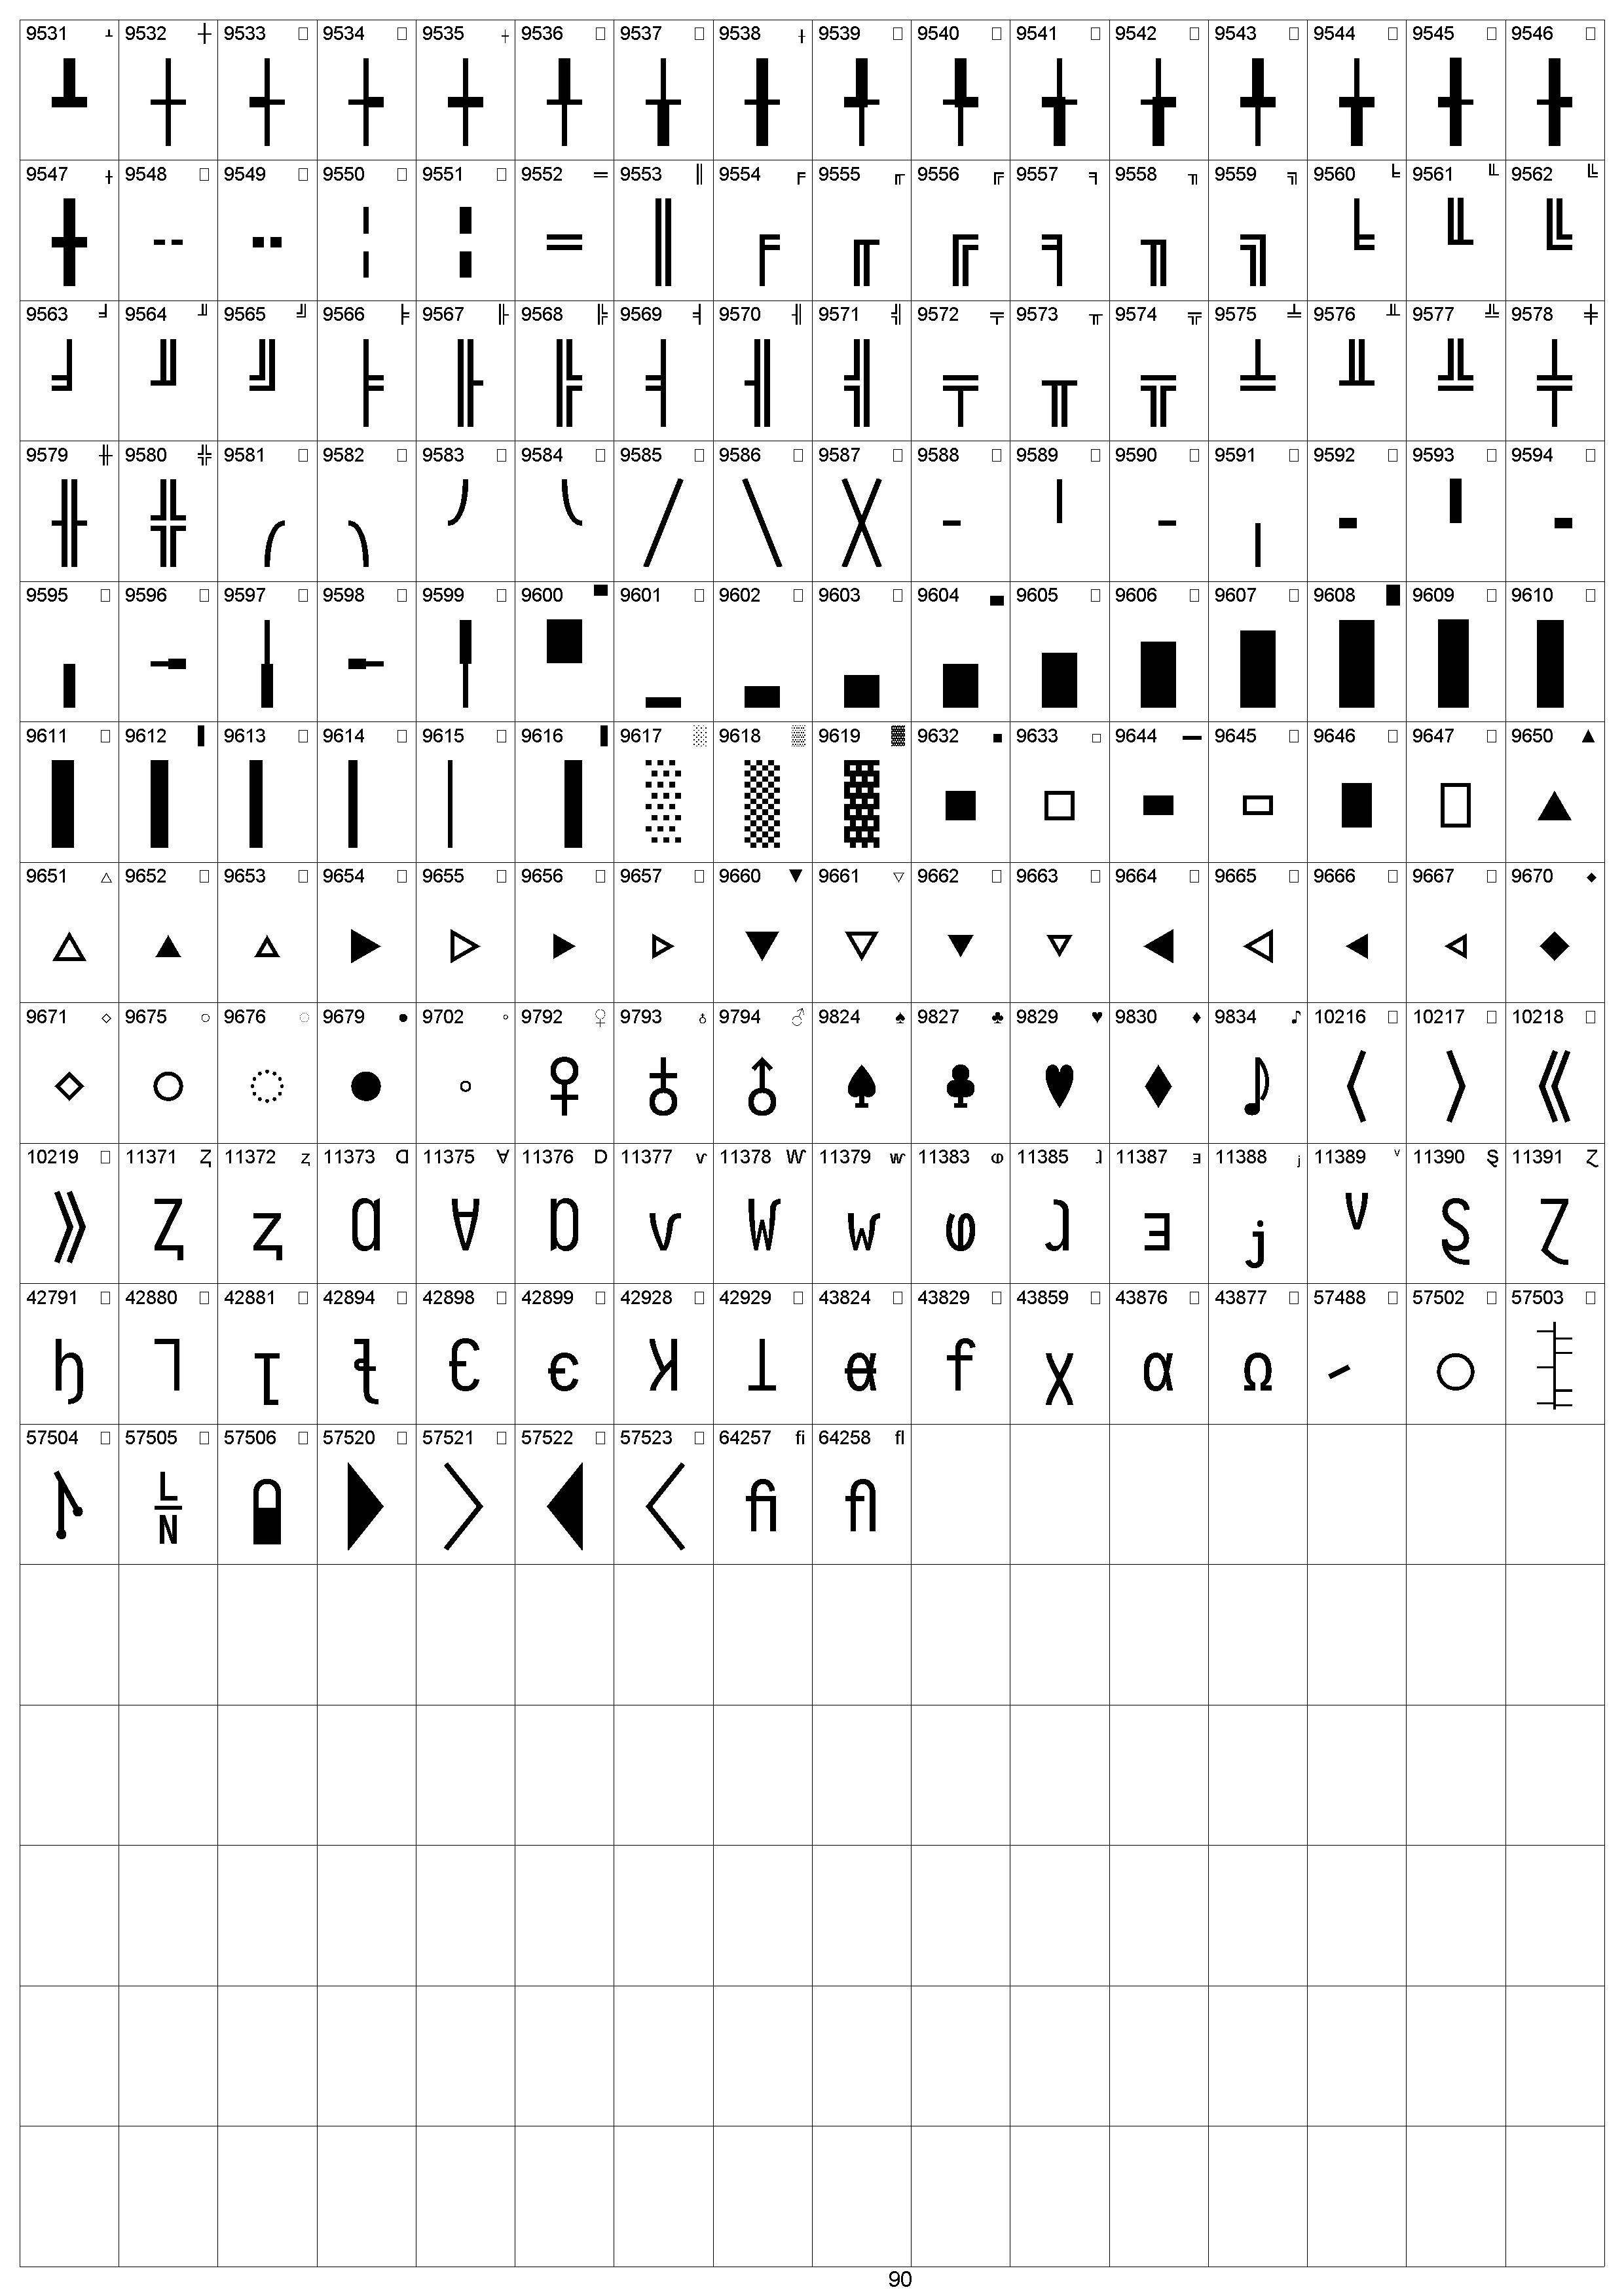 9531 ┻ 9532 ┼ 9533 ┽ 9534 ┾ 9535 ┿ 9536 ╀ 9537 ╁ 9538 ╂ 9539 ╃ 9540 ╄ 9541 ╅ 9542 ╆ 9543 ╇ 9544 ╈ 9545 ╉ 9546 ╊
9547 ╋ 9548 ╌ 9549 ╍ 9550 ╎ 9551 ╏ 9552 ═ 9553 ║ 9554 ╒ 9555 ╓ 9556 ╔ 9557 ╕ 9558 ╖ 9559 ╗ 9560 ╘ 9561 ╙ 9562 ╚
9563 ╛ 9564 ╜ 9565 ╝ 9566 ╞ 9567 ╟ 9568 ╠ 9569 ╡ 9570 ╢ 9571 ╣ 9572 ╤ 9573 ╥ 9574 ╦ 9575 ╧ 9576 ╨ 9577 ╩ 9578 ╪
9579 ╫ 9580 ╬ 9581 ╭ 9582 ╮ 9583 ╯ 9584 ╰ 9585 ╱ 9586 ╲ 9587 ╳ 9588 ╴ 9589 ╵ 9590 ╶ 9591 ╷ 9592 ╸ 9593 ╹ 9594 ╺
9595 ╻ 9596 ╼ 9597 ╽ 9598 ╾ 9599 ╿ 9600 ▀ 9601 ▁ 9602 ▂ 9603 ▃ 9604 ▄ 9605 ▅ 9606 ▆ 9607 ▇ 9608 █ 9609 ▉ 9610 ▊
9611 ▋ 9612 ▌ 9613 ▍ 9614 ▎ 9615 ▏ 9616 ▐ 9617 ░ 9618 ▒ 9619 ▓ 9632 ■ 9633 □ 9644 ▬ 9645 ▭ 9646 ▮ 9647 ▯ 9650 ▲
9651 △ 9652 ▴ 9653 ▵ 9654 ▶ 9655 ▷ 9656 ▸ 9657 ▹ 9660 ▼ 9661 ▽ 9662 ▾ 9663 ▿ 9664 ◀ 9665 ◁ 9666 ◂ 9667 ◃ 9670 ◆
9671 ◇ 9675 ○ 9676 ◌ 9679 ● 9702 ◦ 9792 ♀ 9793 ♁ 9794 ♂ 9824 ♠ 9827 ♣ 9829 ♥ 9830 ♦ 9834 ♪ 10216 ⟨ 10217 ⟩ 10218 ⟪
10219 ⟫ 11371 Ⱬ 11372 ⱬ 11373 Ɑ 11375 Ɐ 11376 Ɒ 11377 ⱱ 11378 Ⱳ 11379 ⱳ 11383 ⱷ 11385 ⱹ 11387 ⱻ 11388 ⱼ 11389 ⱽ 11390 Ȿ 11391 Ɀ
42791 ꜧ 42880 Ꞁ 42881 ꞁ 42894 ꞎ 42898 Ꞓ 42899 ꞓ 42928 Ʞ 42929 Ʇ 43824 ꬰ 43829 ꬵ 43859 ꭓ 43876 ꭤ 43877 ꭥ 57488 57502 57503
57504 57505 L N 57506 57520 57521 57522 57523 64257 ﬁ 64258 ﬂ
90